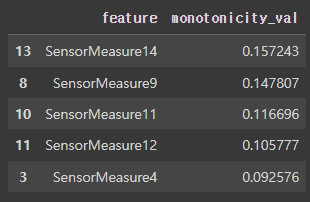 feature monotonicity_val
13 SensorMeasure14 0.157243
8 SensorMeasure9 0.147807
10 SensorMeasure11 0.116696
11 SensorMeasure12 0.105777
3 SensorMeasure4 0.092576